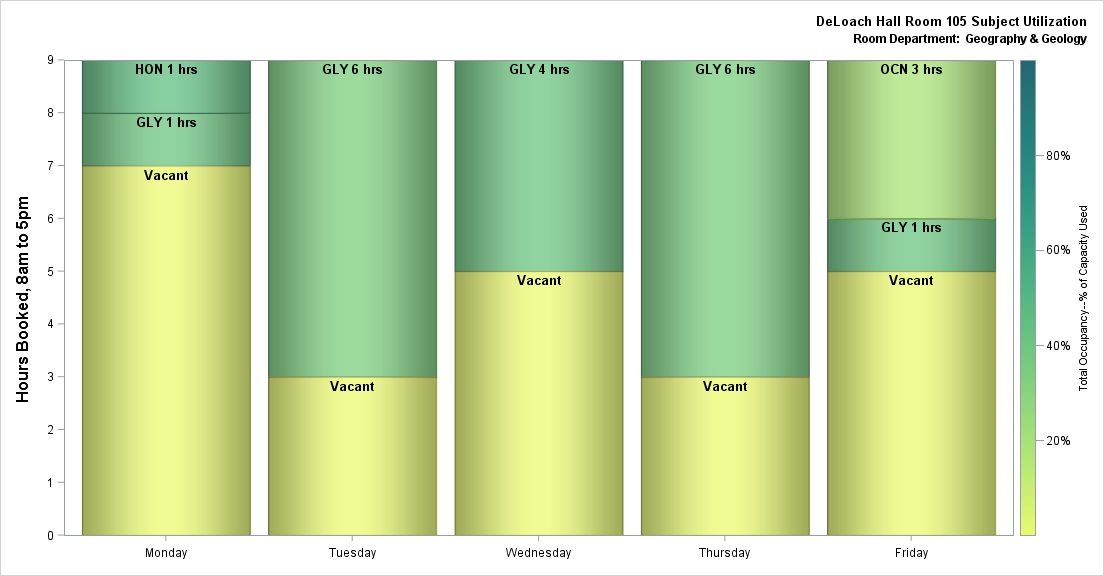 DeLoach Hall Room 105 Subject Utilization
Room Department: Geography & Geology
Hours Booked, 8am to 5pm
9
8
7
6
5
4
3
2
1
0
HON 1 hrs
GLY 1 hrs
Vacant
GLY 6 hrs
Vacant
GLY 4 hrs
Vacant
GLY 6 hrs
Vacant
OCN 3 hrs
GLY 1 hrs
Vacant
Monday
Tuesday
Wednesday
Thursday
Friday
80%
60%
40%
20%
Total Occupancy--% of Capacity Used